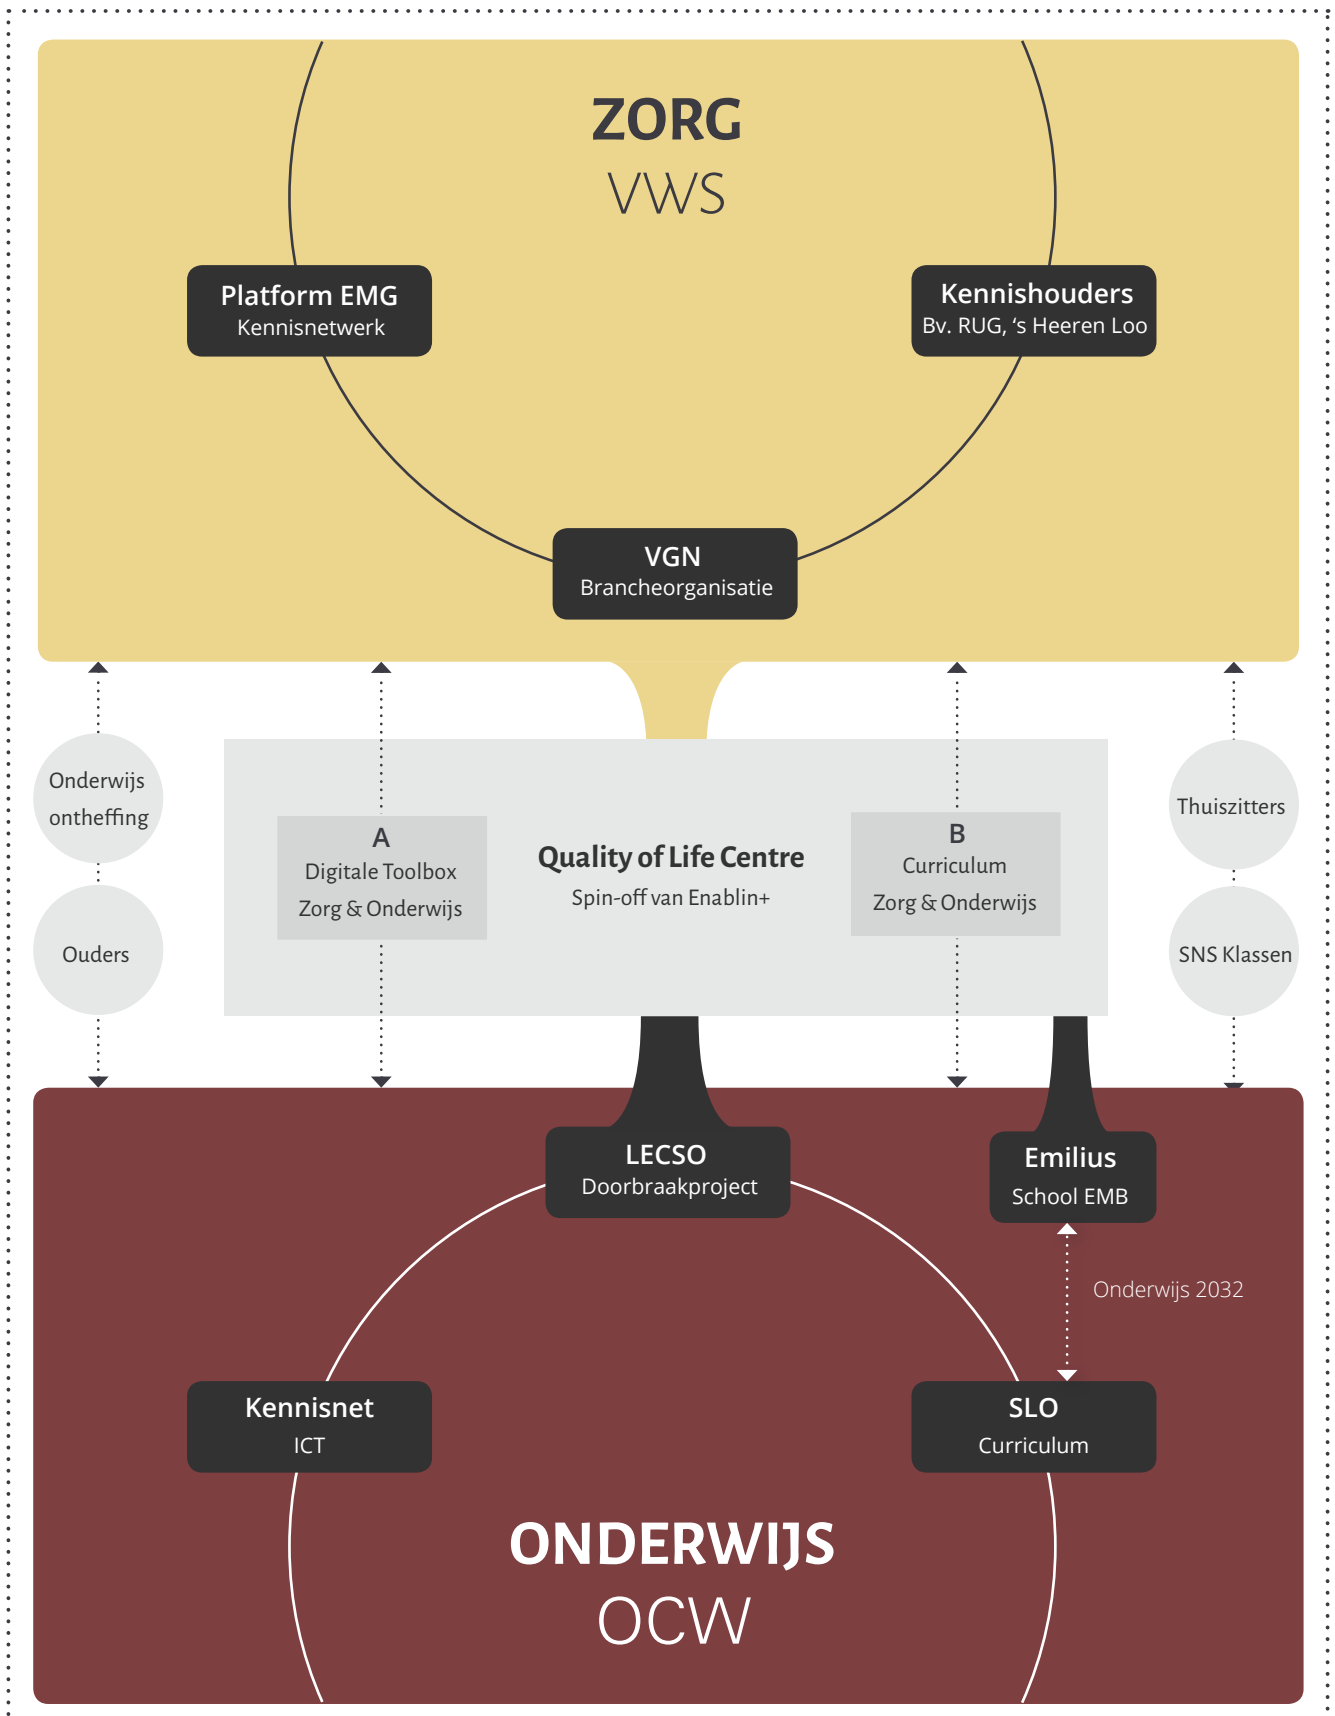 ZORG
VWS
Platform EMG
Kennisnetwerk
Kennishouders
Bv. RUG, ‘s Heeren Loo
VGN
Brancheorganisatie
Onderwijs
ontheffing
Ouders
A
Digitale Toolbox
Zorg & Onderwijs
Quality of Life Centre
Spin-off van Enablin+
B
Curriculum
Zorg & Onderwijs
Thuiszitters
SNS Klassen
LECSO
Doorbraakproject
Emilius
School EMB
Onderwijs 2032
Kennisnet
ICT
SLO
Curriculum
ONDERWIJS
OCW